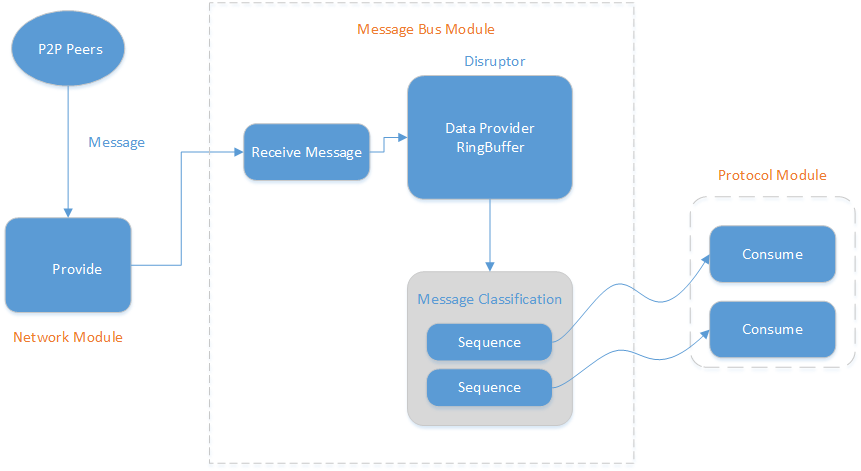 P2P Peers
Message
Provide
Network Module
Message Bus Module
Disruptor
Receive Message
Data Provider
RingBuffer
Message Classification
Sequence
Sequence
Protocol Module
Consume
Consume